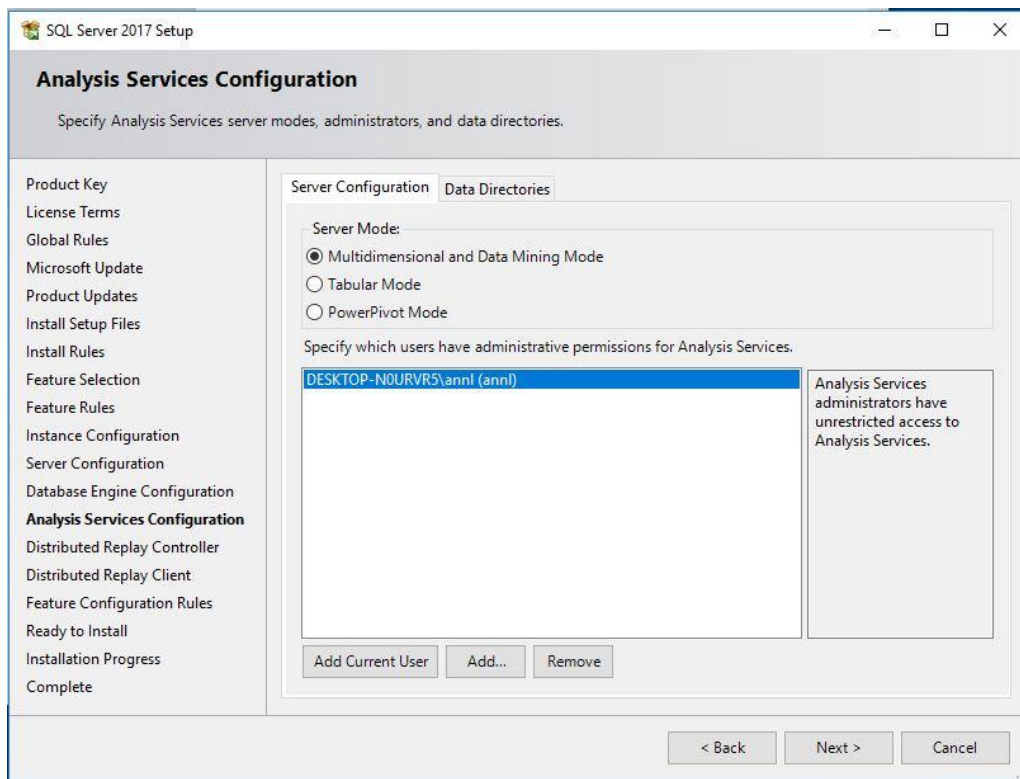 SQL Server 2017 Setup
Analysis Services Configuration
Specify Analysis Services server modes, administrators, and data directories.
Product Key
License Terms
Global Rules
Microsoft Update
Product Updates
Install Setup Files
Install Rules
Feature Selection
Feature Rules
Instance Configuration
Server Configuration
Database Engine Configuration
Analysis Services Configuration
Distributed Replay Controller
Distributed Replay Client
Feature Configuration Rules
Ready to Install
Installation Progress
Complete
Server Configuration Data Directories
Server Mode:
Multidimensional and Data Mining Mode
Tabular Mode
PowerPivot Mode
Specify which users have administrative permissions for Analysis Services.
DESKTOP-N0URVR5\annl (annl)
Analysis Services
administrators have
unrestricted access to
Analysis Services.
Add Current User Add... Remove
< Back Next > Cancel